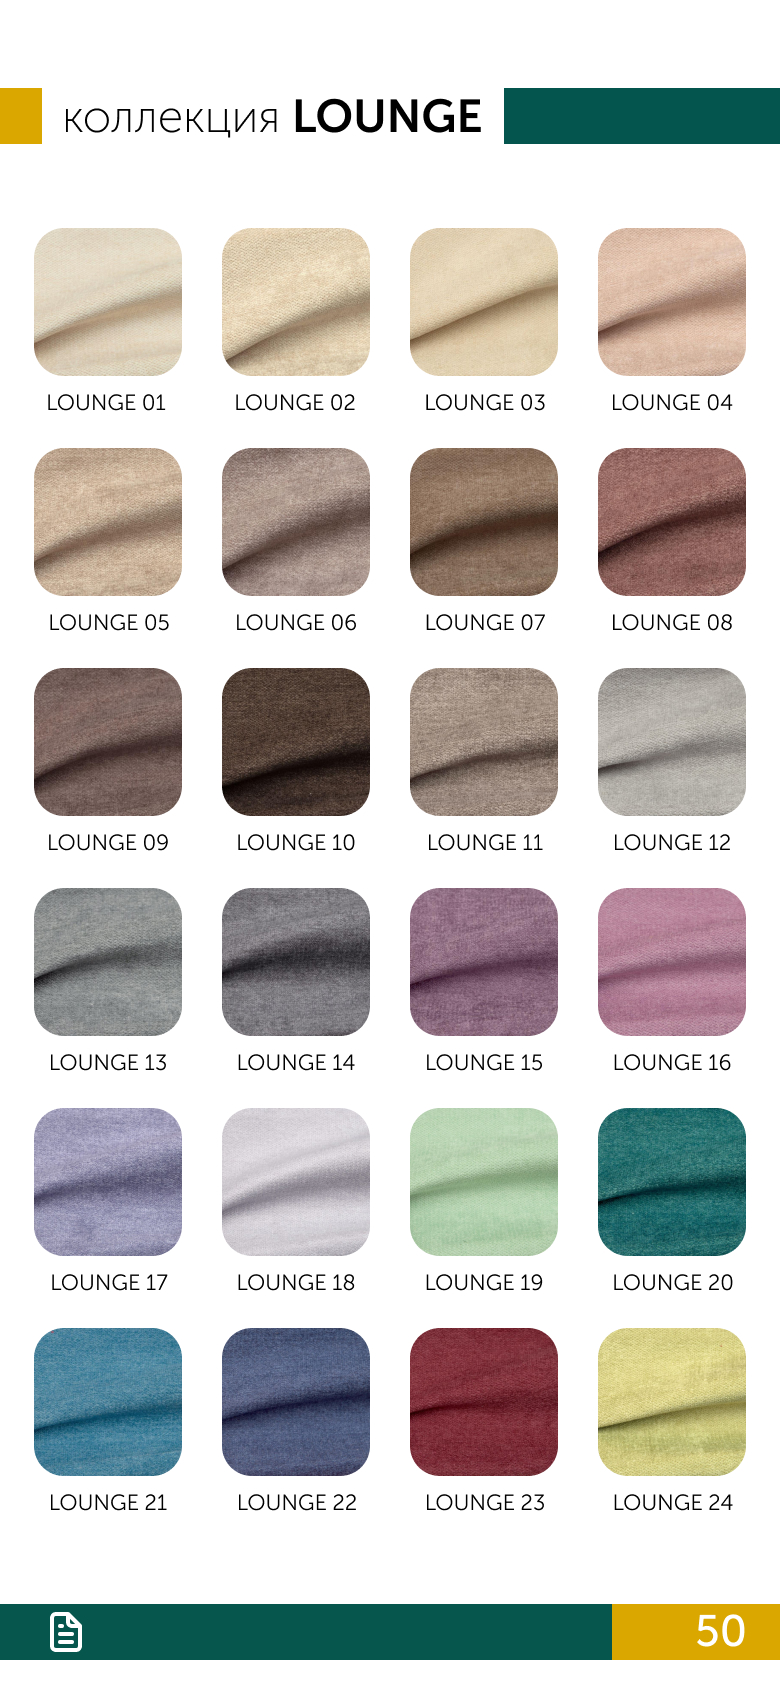 коллекция LOUNGE
LOUNGE 01 LOUNGE 02 LOUNGE 03 LOUNGE 04
LOUNGE 05 LOUNGE 06 LOUNGE 07 LOUNGE 08
LOUNGE 09 LOUNGE 10 LOUNGE 11 LOUNGE 12
LOUNGE 13 LOUNGE 14 LOUNGE 15 LOUNGE 16
LOUNGE 17 LOUNGE 18 LOUNGE 19 LOUNGE 20
LOUNGE 21 LOUNGE 22 LOUNGE 23 LOUNGE 24
50